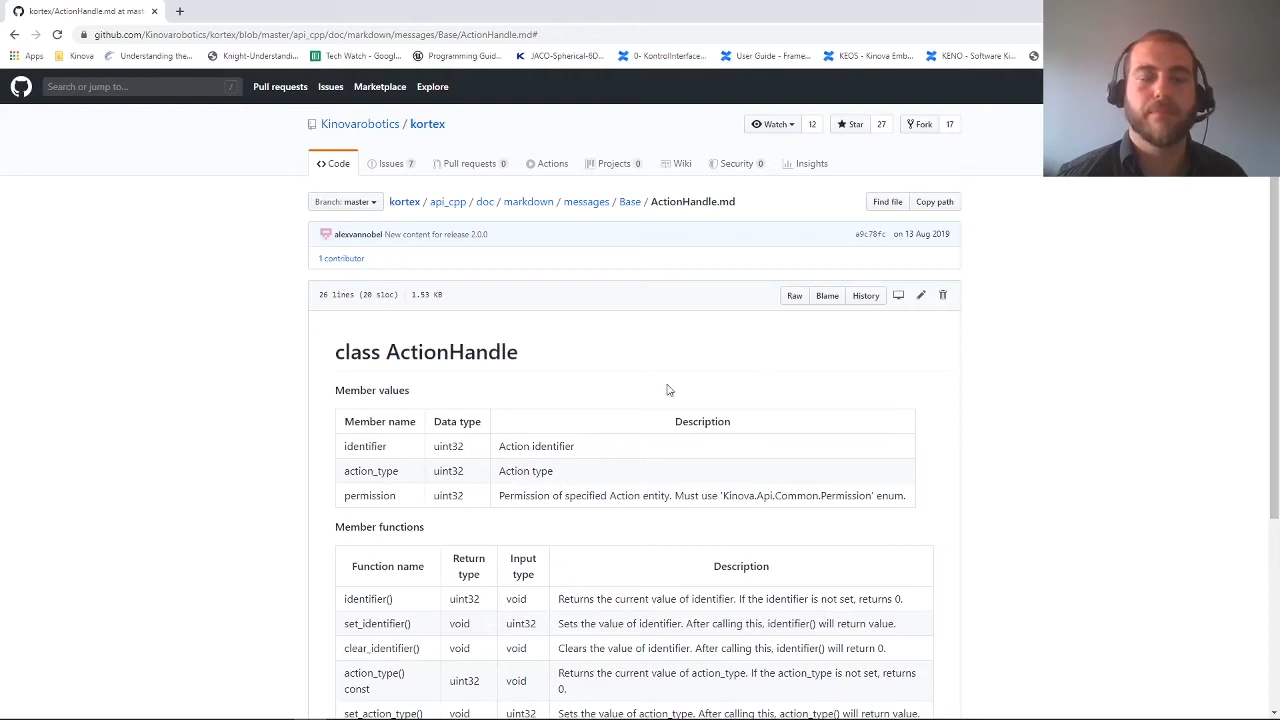 kortex/ActionHandle.md at mast
github.com/Kinovarobotics/kortex/blob/master/api_cpp/doc/markdown/messages/Base/ActionHandle.md#
Apps Kinova Understanding the... Knight-Understandi... Tech Watch - Googl... Programming Guid... JACO-Spherical-6D... 0- KontrolInterfac... User Guide - Frame... KEOS - Kinova Emb... KENO - Software Ki...
Search or jump to... / Pull requests Issues Marketplace Explore
Kinovarobotics / kortex Watch 12 Star 27 Fork 17
Code Issues 7 Pull requests 0 Actions Projects 0 Wiki Security 0 Insights
Branch: master kortex / api_cpp / doc / markdown / messages / Base / ActionHandle.md Find file Copy path
alexvannobel New content for release 2.0.0 a9c78fc on 13 Aug 2019
1 contributor
26 lines (20 sloc) 1.53 KB Raw Blame History
class ActionHandle
Member values
Member name Data type Description
identifier uint32 Action identifier
action_type uint32 Action type
permission uint32 Permission of specified Action entity. Must use 'Kinova.Api.Common.Permission' enum.
Member functions
Function name Return type Input type Description
identifier() uint32 void Returns the current value of identifier. If the identifier is not set, returns 0.
set_identifier() void uint32 Sets the value of identifier. After calling this, identifier() will return value.
clear_identifier() void void Clears the value of identifier. After calling this, identifier() will return 0.
action_type() const uint32 void Returns the current value of action_type. If the action_type is not set, returns 0.
set_action_type() void uint32 Sets the value of action_type. After calling this, action_type() will return value.